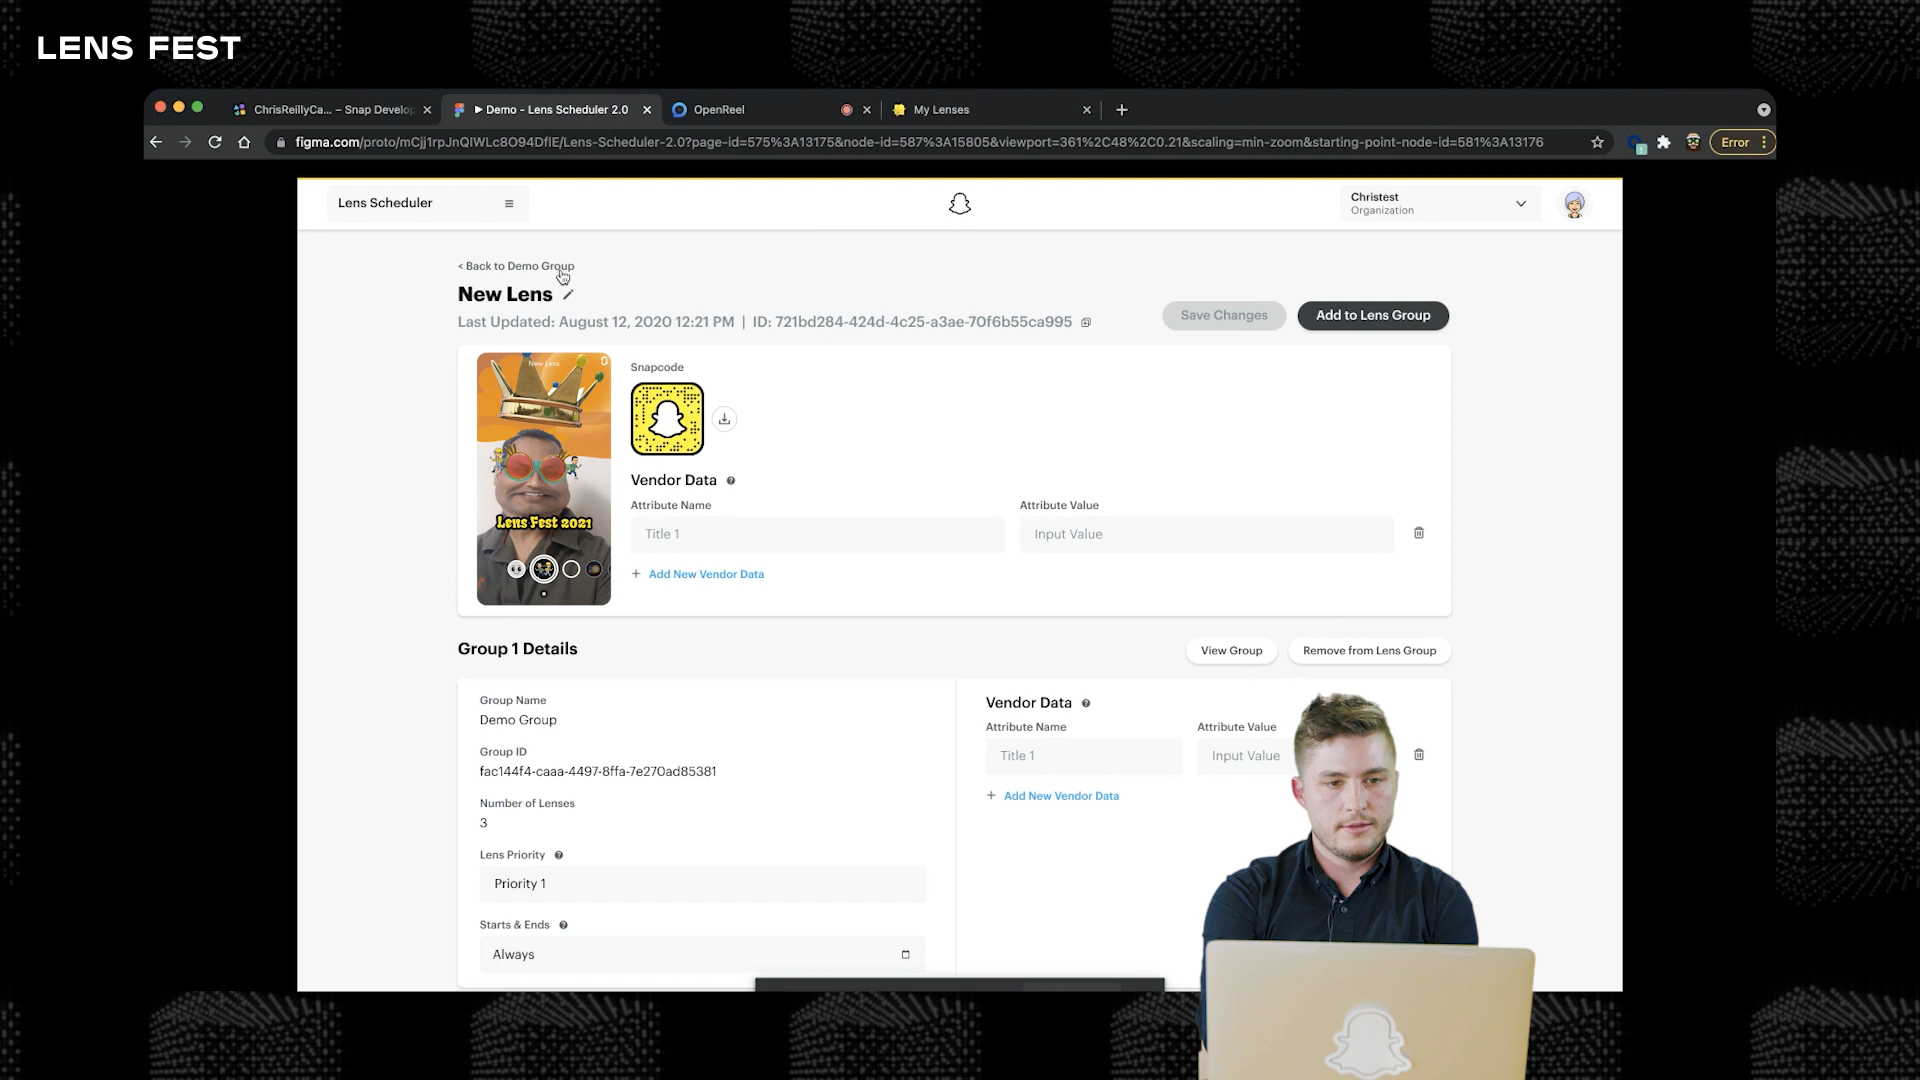 LENS FEST
ChrisReillyCa... – Snap Develop
▶ Demo - Lens Scheduler 2.0
OpenReel
My Lenses
figma.com/proto/mCjj1rpJnQIWLc8O94DflE/Lens-Scheduler-2.0?page-id=575%3A13175&node-id=587%3A15805&viewport=361%2C48%2C0.21&scaling=min-zoom&starting-point-node-id=581%3A13176
Error
Lens Scheduler
Christest
Organization
< Back to Demo Group
New Lens
Last Updated: August 12, 2020 12:21 PM | ID: 721bd284-424d-4c25-a3ae-70f6b55ca995
Save Changes
Add to Lens Group
New Lens
Lens Fest 2021
Snapcode
Vendor Data
Attribute Name
Attribute Value
Title 1
Input Value
+ Add New Vendor Data
Group 1 Details
View Group
Remove from Lens Group
Group Name
Demo Group
Group ID
fac144f4-caaa-4497-8ffa-7e270ad85381
Number of Lenses
3
Lens Priority
Priority 1
Starts & Ends
Always
Vendor Data
Attribute Name
Attribute Value
Title 1
Input Value
+ Add New Vendor Data